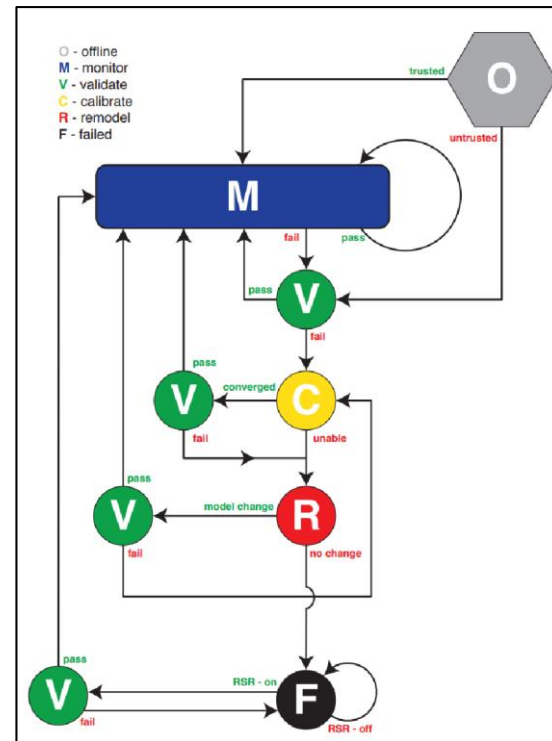 O - offline
M - monitor
V - validate
C - calibrate
R - remodel
F - failed
trusted
O
untrusted
M
fail
pass
pass
V
fail
pass
converged
V
C
fail
unable
pass
model change
V
R
fail
no change
pass
RSR - on
V
F
fail
RSR - off